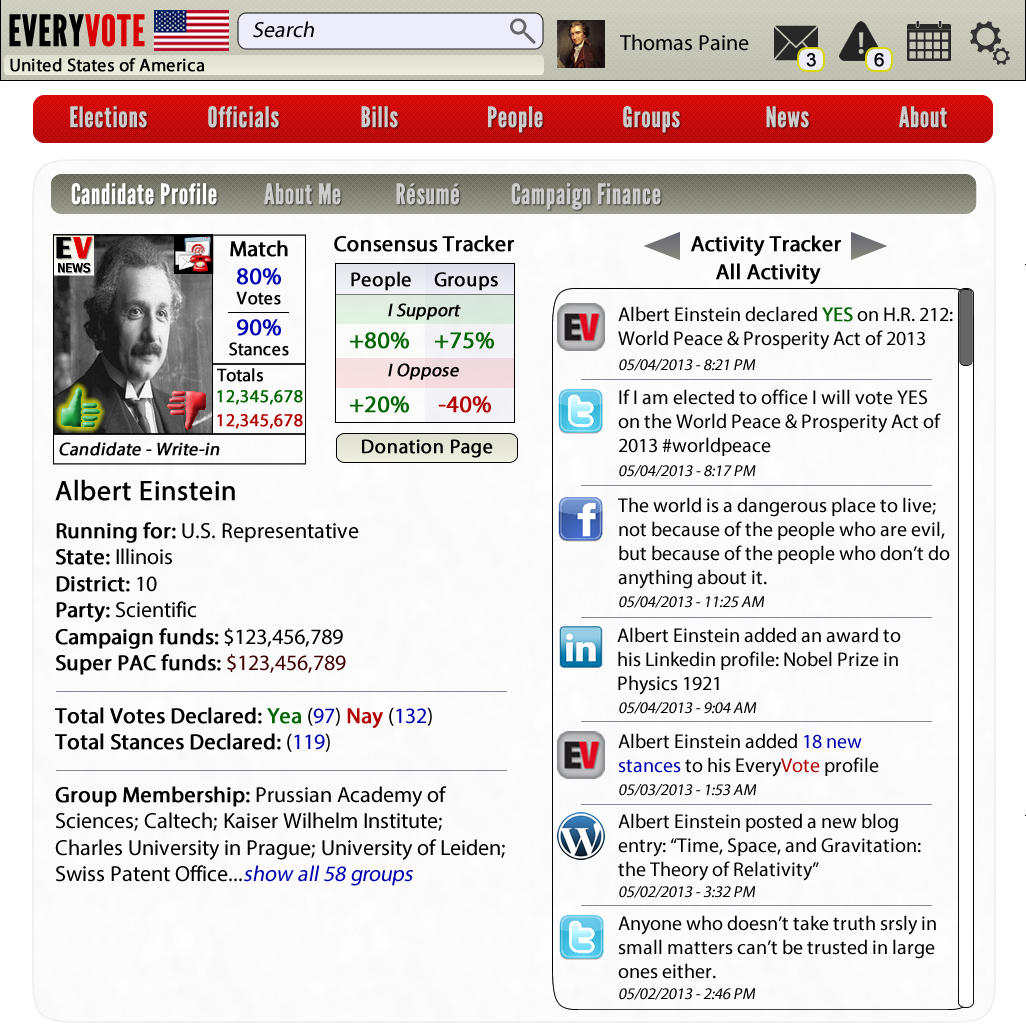 EVERYVOTE
Search
Thomas Paine
3
6
United States of America
Elections
Officials
Bills
People
Groups
News
About
Candidate Profile
About Me
Résumé
Campaign Finance
EV
NEWS
Match
80%
Votes
90%
Stances
Totals
12,345,678
12,345,678
Candidate - Write-in
Consensus Tracker
People Groups
I Support
+80% +75%
I Oppose
+20% -40%
Donation Page
Albert Einstein
Running for: U.S. Representative
State: Illinois
District: 10
Party: Scientific
Campaign funds: $123,456,789
Super PAC funds: $123,456,789
Total Votes Declared: Yea (97) Nay (132)
Total Stances Declared: (119)
Group Membership: Prussian Academy of
Sciences; Caltech; Kaiser Wilhelm Institute;
Charles University in Prague; University of Leiden;
Swiss Patent Office...show all 58 groups
Activity Tracker
All Activity
EV
Albert Einstein declared YES on H.R. 212:
World Peace & Prosperity Act of 2013
05/04/2013 - 8:21 PM
t
If I am elected to office I will vote YES
on the World Peace & Prosperity Act of
2013 #worldpeace
05/04/2013 - 8:17 PM
f
The world is a dangerous place to live;
not because of the people who are evil,
but because of the people who don't do
anything about it.
05/04/2013 - 11:25 AM
in
Albert Einstein added an award to
his Linkedin profile: Nobel Prize in
Physics 1921
05/04/2013 - 9:04 AM
EV
Albert Einstein added 18 new
stances to his EveryVote profile
05/03/2013 - 1:53 AM
W
Albert Einstein posted a new blog
entry: “Time, Space, and Gravitation:
the Theory of Relativity”
05/02/2013 - 3:32 PM
t
Anyone who doesn't take truth srsly in
small matters can't be trusted in large
ones either.
05/02/2013 - 2:46 PM